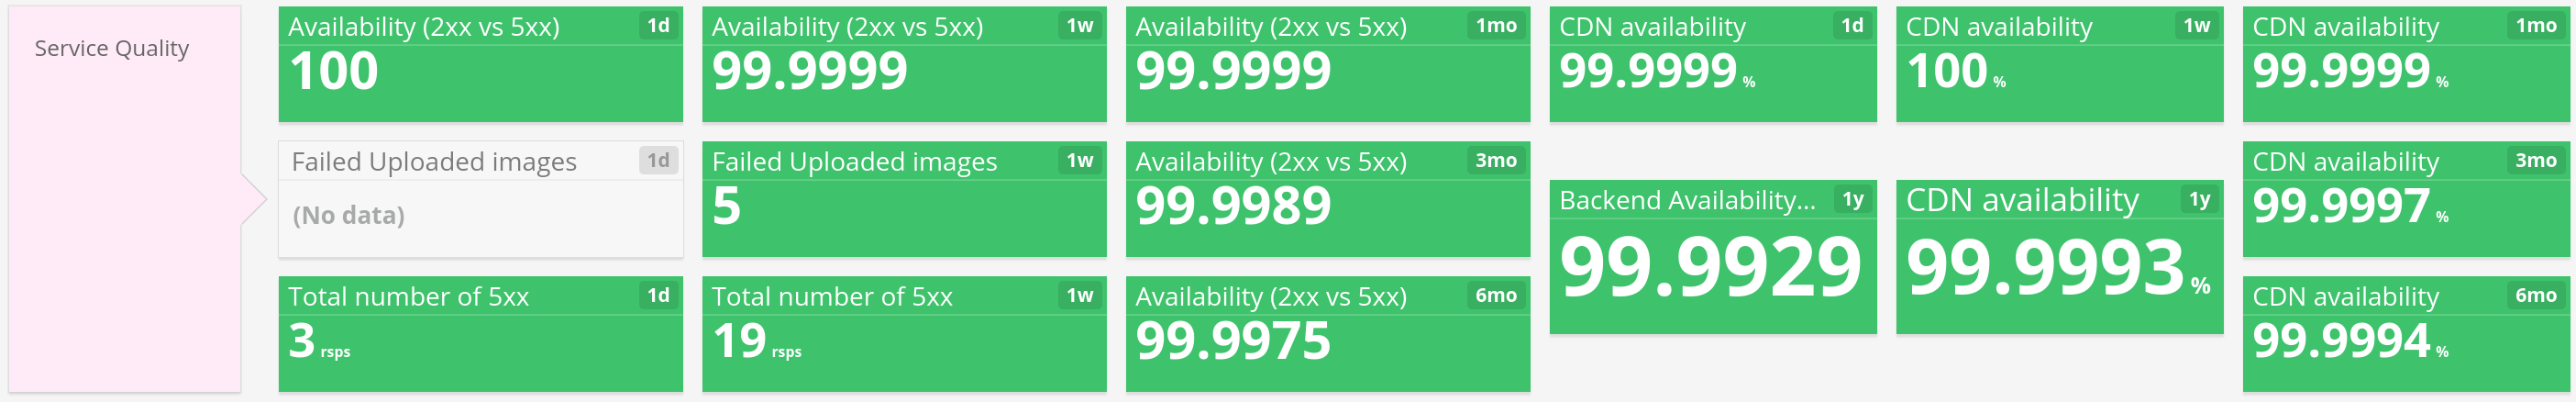 Service Quality
Availability (2xx vs 5xx) 1d
100
Availability (2xx vs 5xx) 1w
99.9999
Availability (2xx vs 5xx) 1mo
99.9999
CDN availability 1d
99.9999 %
CDN availability 1w
100 %
CDN availability 1mo
99.9999 %
Failed Uploaded images 1d
(No data)
Failed Uploaded images 1w
5
Availability (2xx vs 5xx) 3mo
99.9989
Backend Availability... 1y
99.9929
CDN availability 1y
99.9993 %
CDN availability 3mo
99.9997 %
Total number of 5xx 1d
3 rsps
Total number of 5xx 1w
19 rsps
Availability (2xx vs 5xx) 6mo
99.9975
CDN availability 6mo
99.9994 %